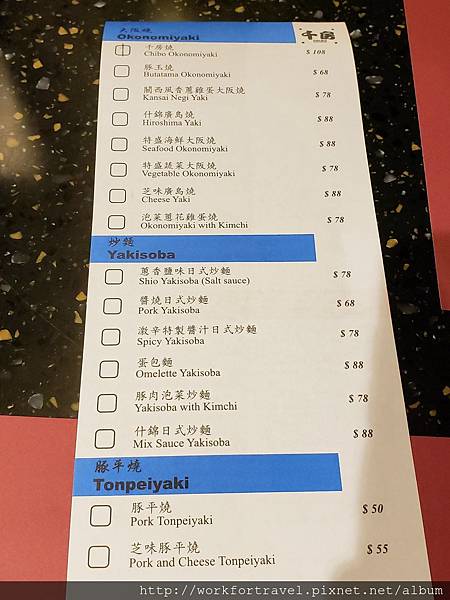 大阪燒
Okonomiyaki
千房
千房燒
Chibo Okonomiyaki
$ 108
豚玉燒
Butatama Okonomiyaki
$ 68
關西風香蔥雞蛋大阪燒
Kansai Negi Yaki
$ 78
什錦廣島燒
Hiroshima Yaki
$ 88
特盛海鮮大阪燒
Seafood Okonomiyaki
$ 88
特盛蔬菜大阪燒
Vegetable Okonomiyaki
$ 78
芝味廣島燒
Cheese Yaki
$ 88
泡菜蔥花雞蛋燒
Okonomiyaki with Kimchi
$ 78
炒麵
Yakisoba
蔥香鹽味日式炒麵
Shio Yakisoba (Salt sauce)
$ 78
醬燒日式炒麵
Pork Yakisoba
$ 68
激辛特製醬汁日式炒麵
Spicy Yakisoba
$ 78
蛋包麵
Omelette Yakisoba
$ 88
豚肉泡菜炒麵
Yakisoba with Kimchi
$ 78
什錦日式炒麵
Mix Sauce Yakisoba
$ 88
豚平燒
Tonpeiyaki
豚平燒
Pork Tonpeiyaki
$ 50
芝味豚平燒
Pork and Cheese Tonpeiyaki
$ 55
http://workfortravel.pixnet.net/album